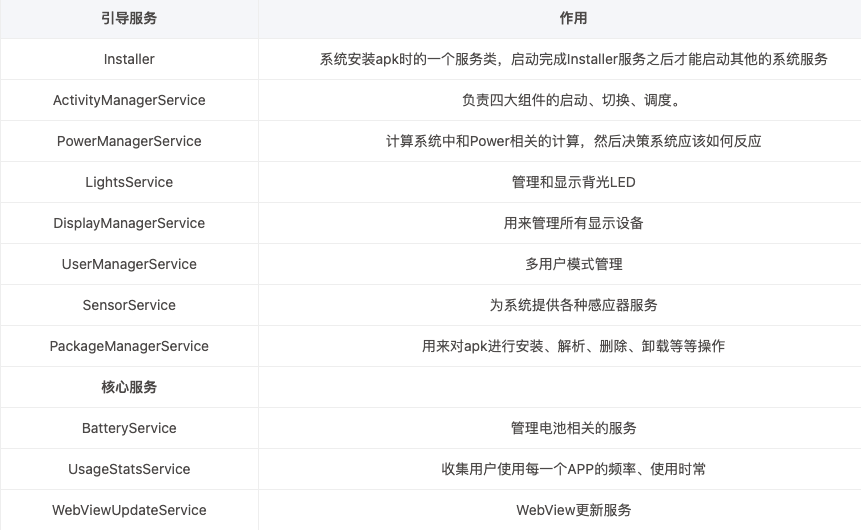 引导服务 作用
Installer 系统安装apk时的一个服务类，启动完成Installer服务之后才能启动其他的系统服务
ActivityManagerService 负责四大组件的启动、切换、调度。
PowerManagerService 计算系统中和Power相关的计算，然后决策系统应该如何反应
LightsService 管理和显示背光LED
DisplayManagerService 用来管理所有显示设备
UserManagerService 多用户模式管理
SensorService 为系统提供各种感应器服务
PackageManagerService 用来对apk进行安装、解析、删除、卸载等等操作
核心服务
BatteryService 管理电池相关的服务
UsageStatsService 收集用户使用每一个APP的频率、使用时常
WebViewUpdateService WebView更新服务